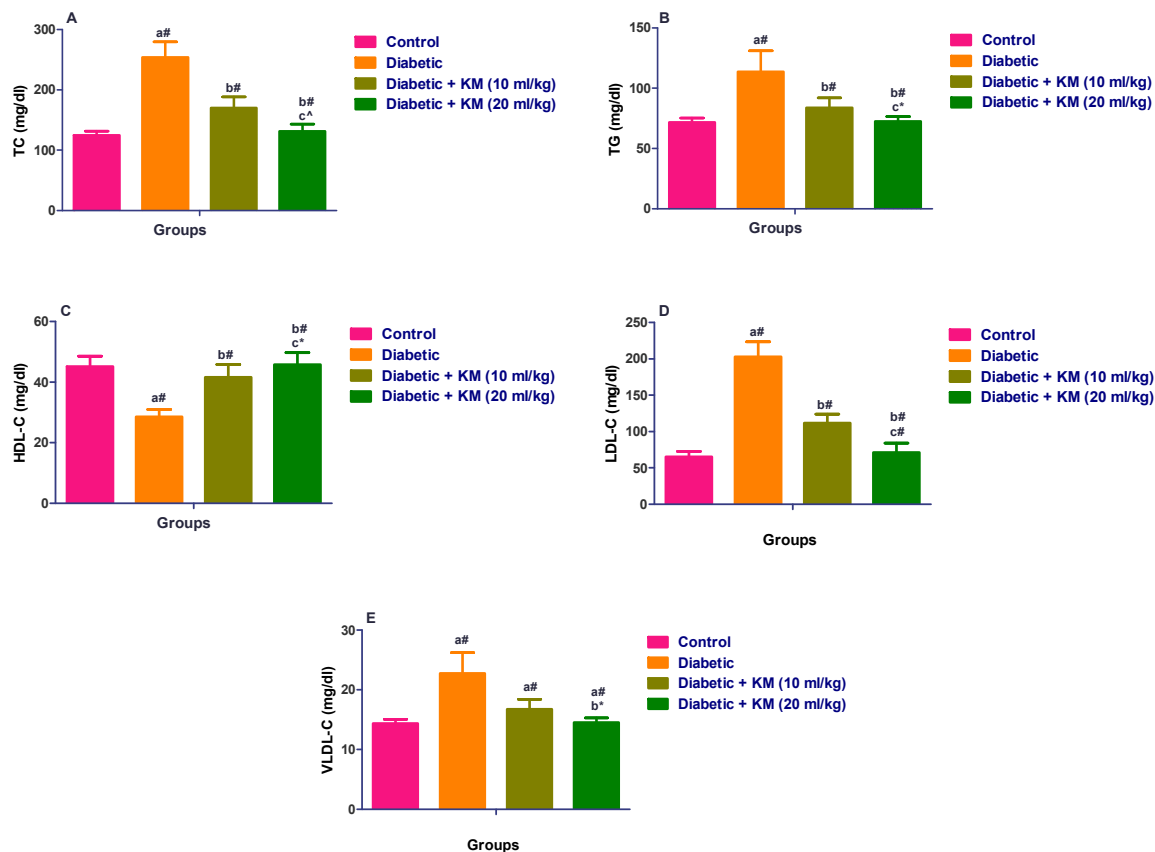 A
TC (mg/dl)
300
200
100
0
a#
b#
b#
c^
Groups
Control
Diabetic
Diabetic + KM (10 ml/kg)
Diabetic + KM (20 ml/kg)
B
TG (mg/dl)
150
100
50
0
a#
b#
b#
c*
Groups
Control
Diabetic
Diabetic + KM (10 ml/kg)
Diabetic + KM (20 ml/kg)
C
HDL-C (mg/dl)
60
40
20
0
a#
b#
b#
c*
Groups
Control
Diabetic
Diabetic + KM (10 ml/kg)
Diabetic + KM (20 ml/kg)
D
LDL-C (mg/dl)
250
200
150
100
50
0
a#
b#
b#
c#
Groups
Control
Diabetic
Diabetic + KM (10 ml/kg)
Diabetic + KM (20 ml/kg)
E
VLDL-C (mg/dl)
30
20
10
0
a#
a#
a#
b*
Groups
Control
Diabetic
Diabetic + KM (10 ml/kg)
Diabetic + KM (20 ml/kg)